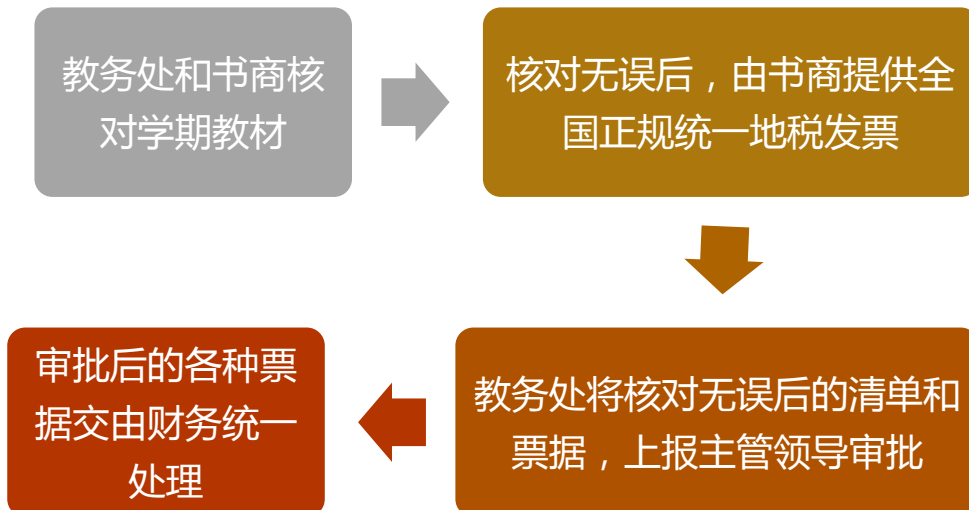 教务处和书商核
对学期教材
核对无误后，由书商提供全
国正规统一地税发票
教务处将核对无误后的清单和
票据，上报主管领导审批
审批后的各种票
据交由财务统一
处理